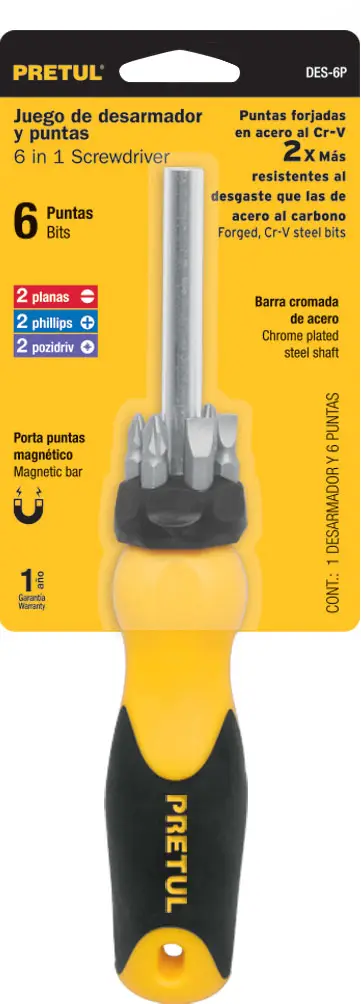 PRETUL®
DES-6P
Juego de desarmador
y puntas
6 in 1 Screwdriver
Puntas forjadas
en acero al Cr-V
2X Más
resistentes al
desgaste que las de
acero al carbono
Forged, Cr-V steel bits
6 Puntas
Bits
2 planas
2 phillips
2 pozidriv
Barra cromada
de acero
Chrome plated
steel shaft
Porta puntas
magnético
Magnetic bar
CONT.: 1 DESARMADOR Y 6 PUNTAS
1 año
Garantía
Warranty
PRETUL